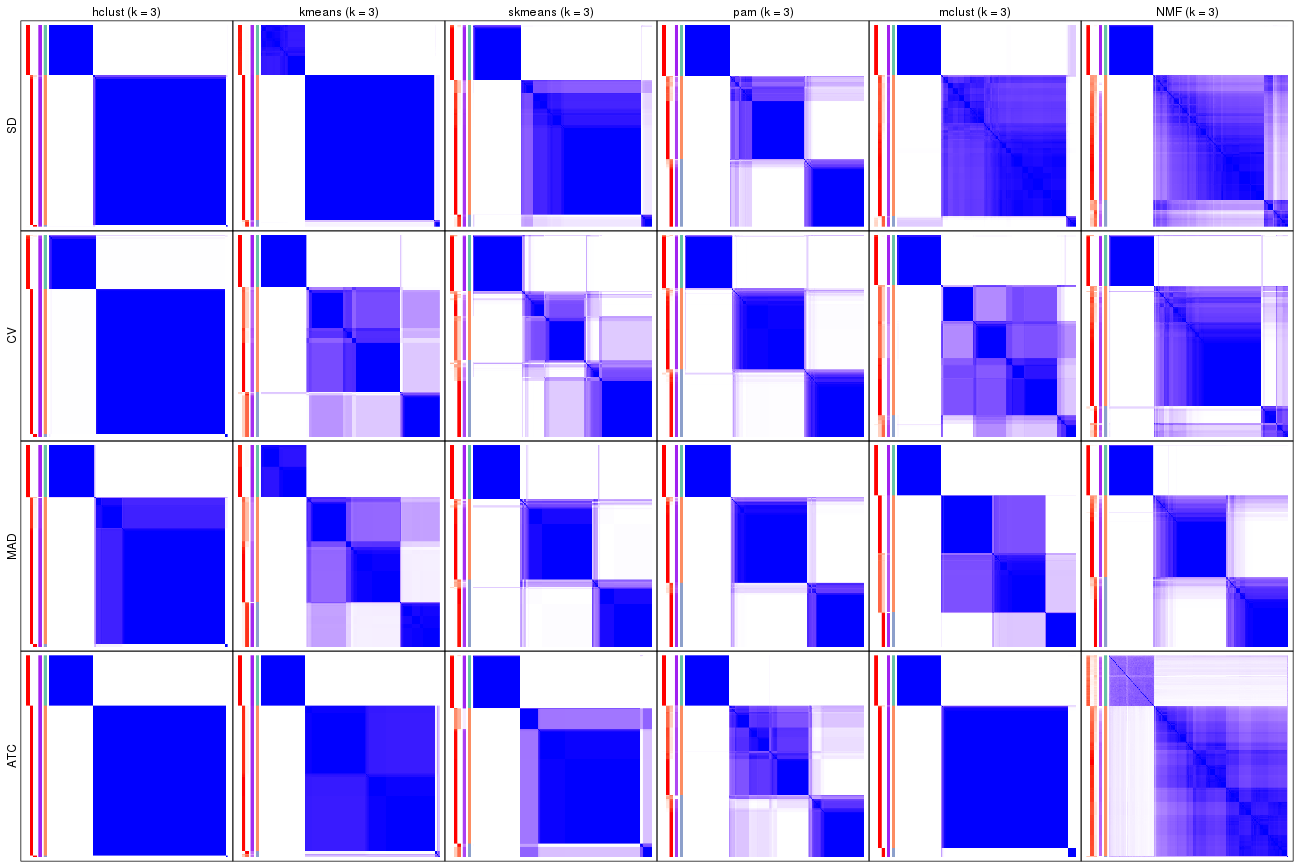 hclust (k = 3) kmeans (k = 3) skmeans (k = 3) pam (k = 3) mclust (k = 3) NMF (k = 3)
SD
CV
MAD
ATC